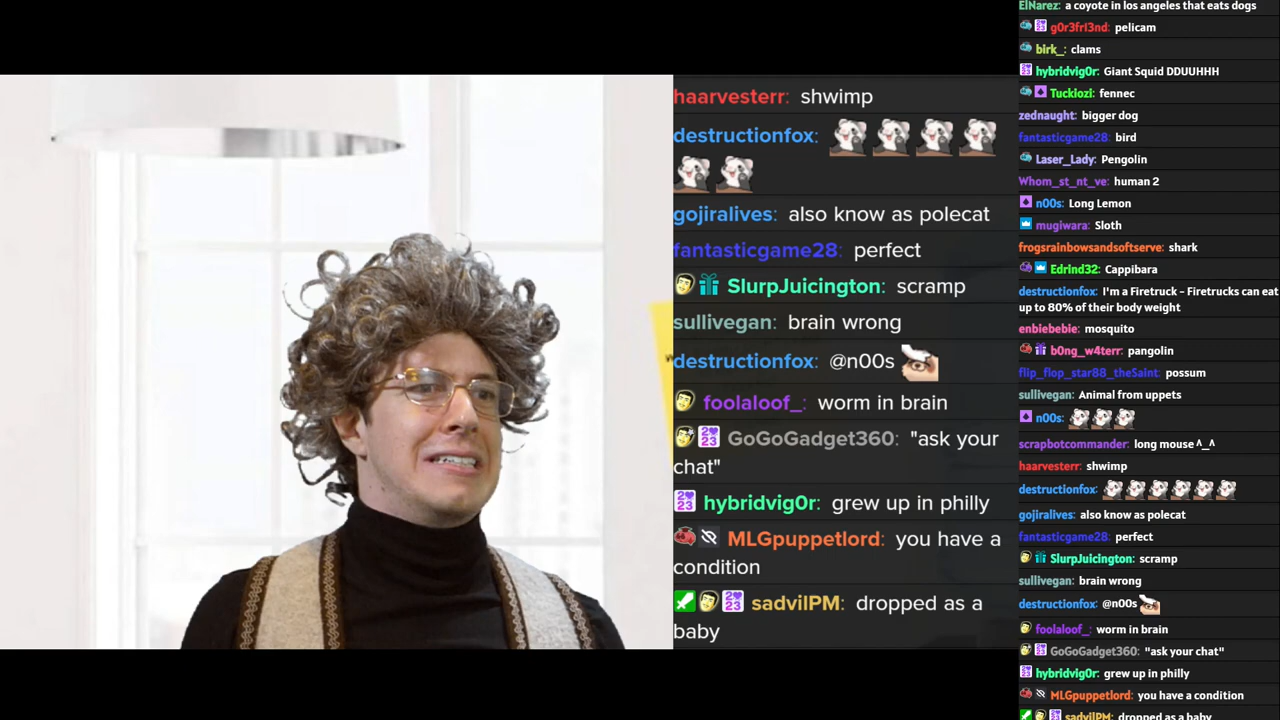 haarvesterr: shwimp
destructionfox:
gojiralives: also know as polecat
fantasticgame28: perfect
SlurpJuicington: scramp
sullivegan: brain wrong
destructionfox: @n00s
foolaloof_: worm in brain
GoGoGadget360: "ask your
chat"
hybridvig0r: grew up in philly
MLGpuppetlord: you have a
condition
sadvilPM: dropped as a
baby
ElNarez: a coyote in los angeles that eats dogs
g0r3fr13nd: pelicam
birk_: clams
hybridvig0r: Giant Squid DDUUHHH
Tucklozi: fennec
zednaught: bigger dog
fantasticgame28: bird
Laser_Lady: Pengolin
Whom_st_nt_ve: human 2
n00s: Long Lemon
mugiwara: Sloth
frogsrainbowsandsoftserve: shark
Edrind32: Cappibara
destructionfox: I'm a Firetruck - Firetrucks can eat
up to 80% of their body weight
enbiebebie: mosquito
b0ng_w4terr: pangolin
flip_flop_star88_theSaint: possum
sullivegan: Animal from uppets
n00s:
scrapbotcommander: long mouse ^_^
haarvesterr: shwimp
destructionfox:
gojiralives: also know as polecat
fantasticgame28: perfect
SlurpJuicington: scramp
sullivegan: brain wrong
destructionfox: @n00s
foolaloof_: worm in brain
GoGoGadget360: "ask your chat"
hybridvig0r: grew up in philly
MLGpuppetlord: you have a condition
sadvilPM: dropped as a baby